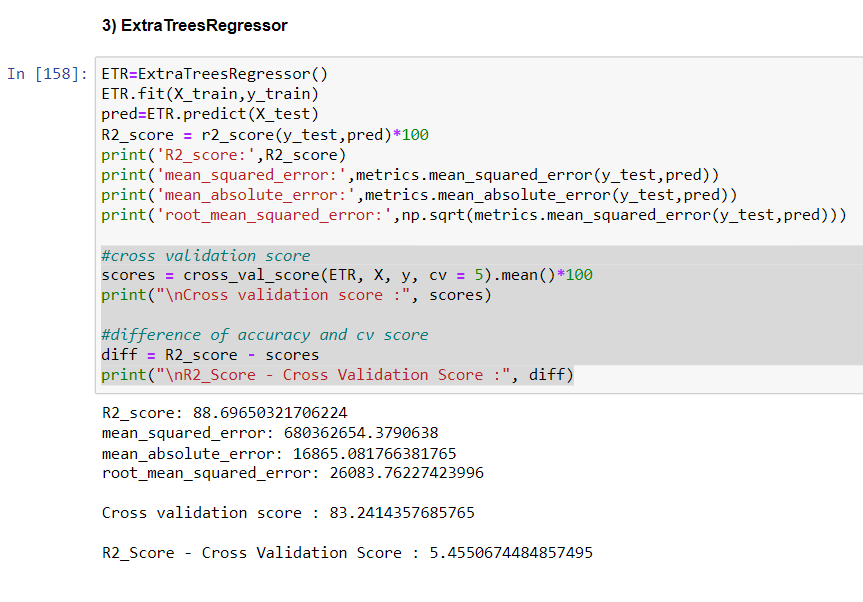 3) ExtraTreesRegressor
In [158]:
ETR=ExtraTreesRegressor()
ETR.fit(X_train,y_train)
pred=ETR.predict(X_test)
R2_score = r2_score(y_test,pred)*100
print('R2_score:',R2_score)
print('mean_squared_error:',metrics.mean_squared_error(y_test,pred))
print('mean_absolute_error:',metrics.mean_absolute_error(y_test,pred))
print('root_mean_squared_error:',np.sqrt(metrics.mean_squared_error(y_test,pred)))
#cross validation score
scores = cross_val_score(ETR, X, y, cv = 5).mean()*100
print("\nCross validation score :", scores)
#difference of accuracy and cv score
diff = R2_score - scores
print("\nR2_Score - Cross Validation Score :", diff)
R2_score: 88.69650321706224
mean_squared_error: 680362654.3790638
mean_absolute_error: 16865.081766381765
root_mean_squared_error: 26083.76227423996
Cross validation score : 83.2414357685765
R2_Score - Cross Validation Score : 5.4550674484857495